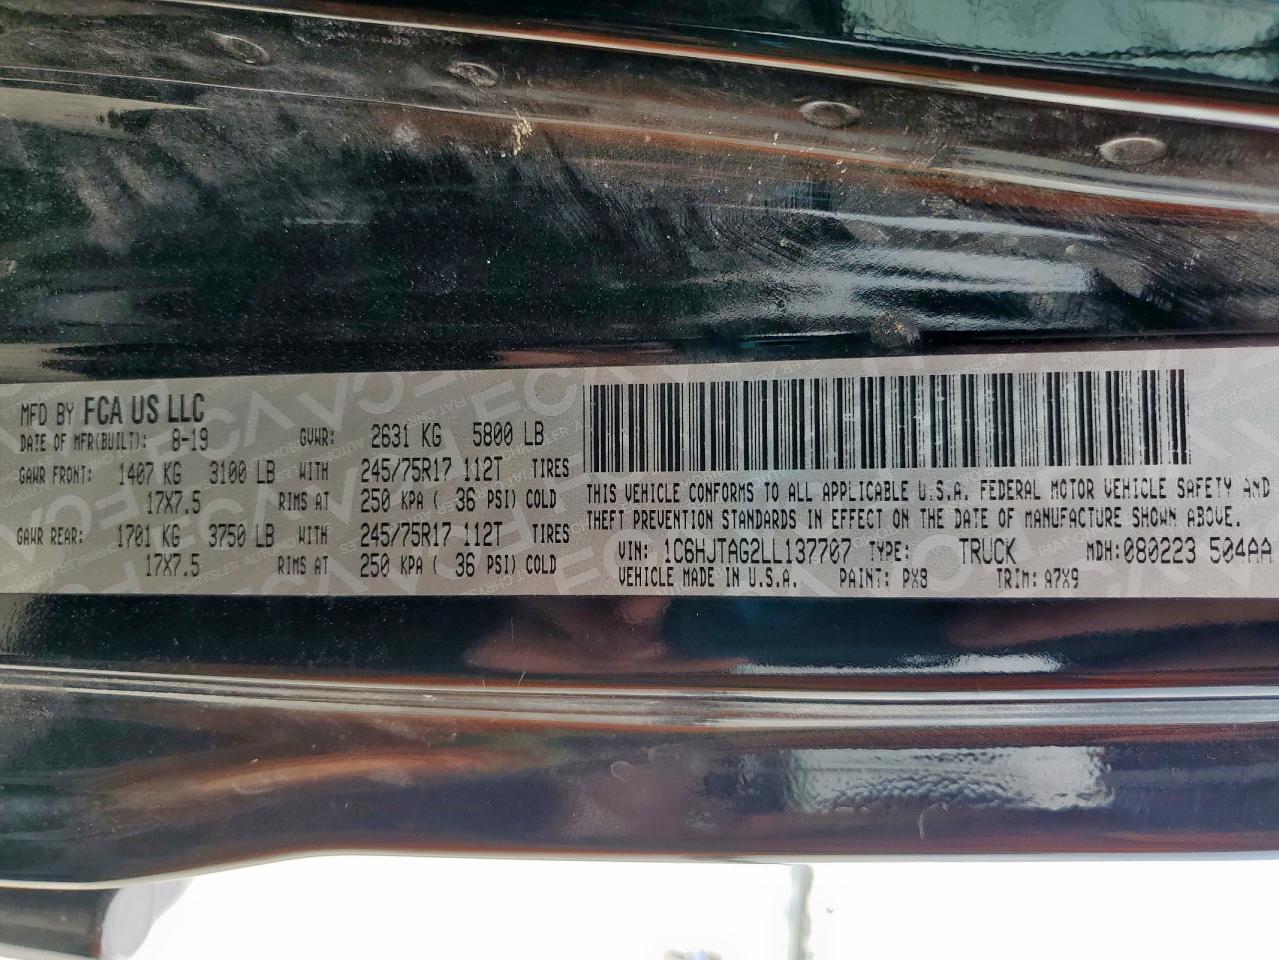 MFD BY FCA US LLC
DATE OF MFR(BUILT): 8-19 GVWR: 2631 KG 5800 LB
GAWR FRONT: 1407 KG 3100 LB WITH 245/75R17 112T TIRES
17X7.5 RIMS AT 250 KPA ( 36 PSI) COLD
GAWR REAR: 1701 KG 3750 LB WITH 245/75R17 112T TIRES
17X7.5 RIMS AT 250 KPA ( 36 PSI) COLD
THIS VEHICLE CONFORMS TO ALL APPLICABLE U.S.A. FEDERAL MOTOR VEHICLE SAFETY AND
THEFT PREVENTION STANDARDS IN EFFECT ON THE DATE OF MANUFACTURE SHOWN ABOVE.
VIN: 1C6HJTAG2LL137707 TYPE: TRUCK MDH:080223 504AA
VEHICLE MADE IN U.S.A. PAINT: PX8 TRIM: A7X9